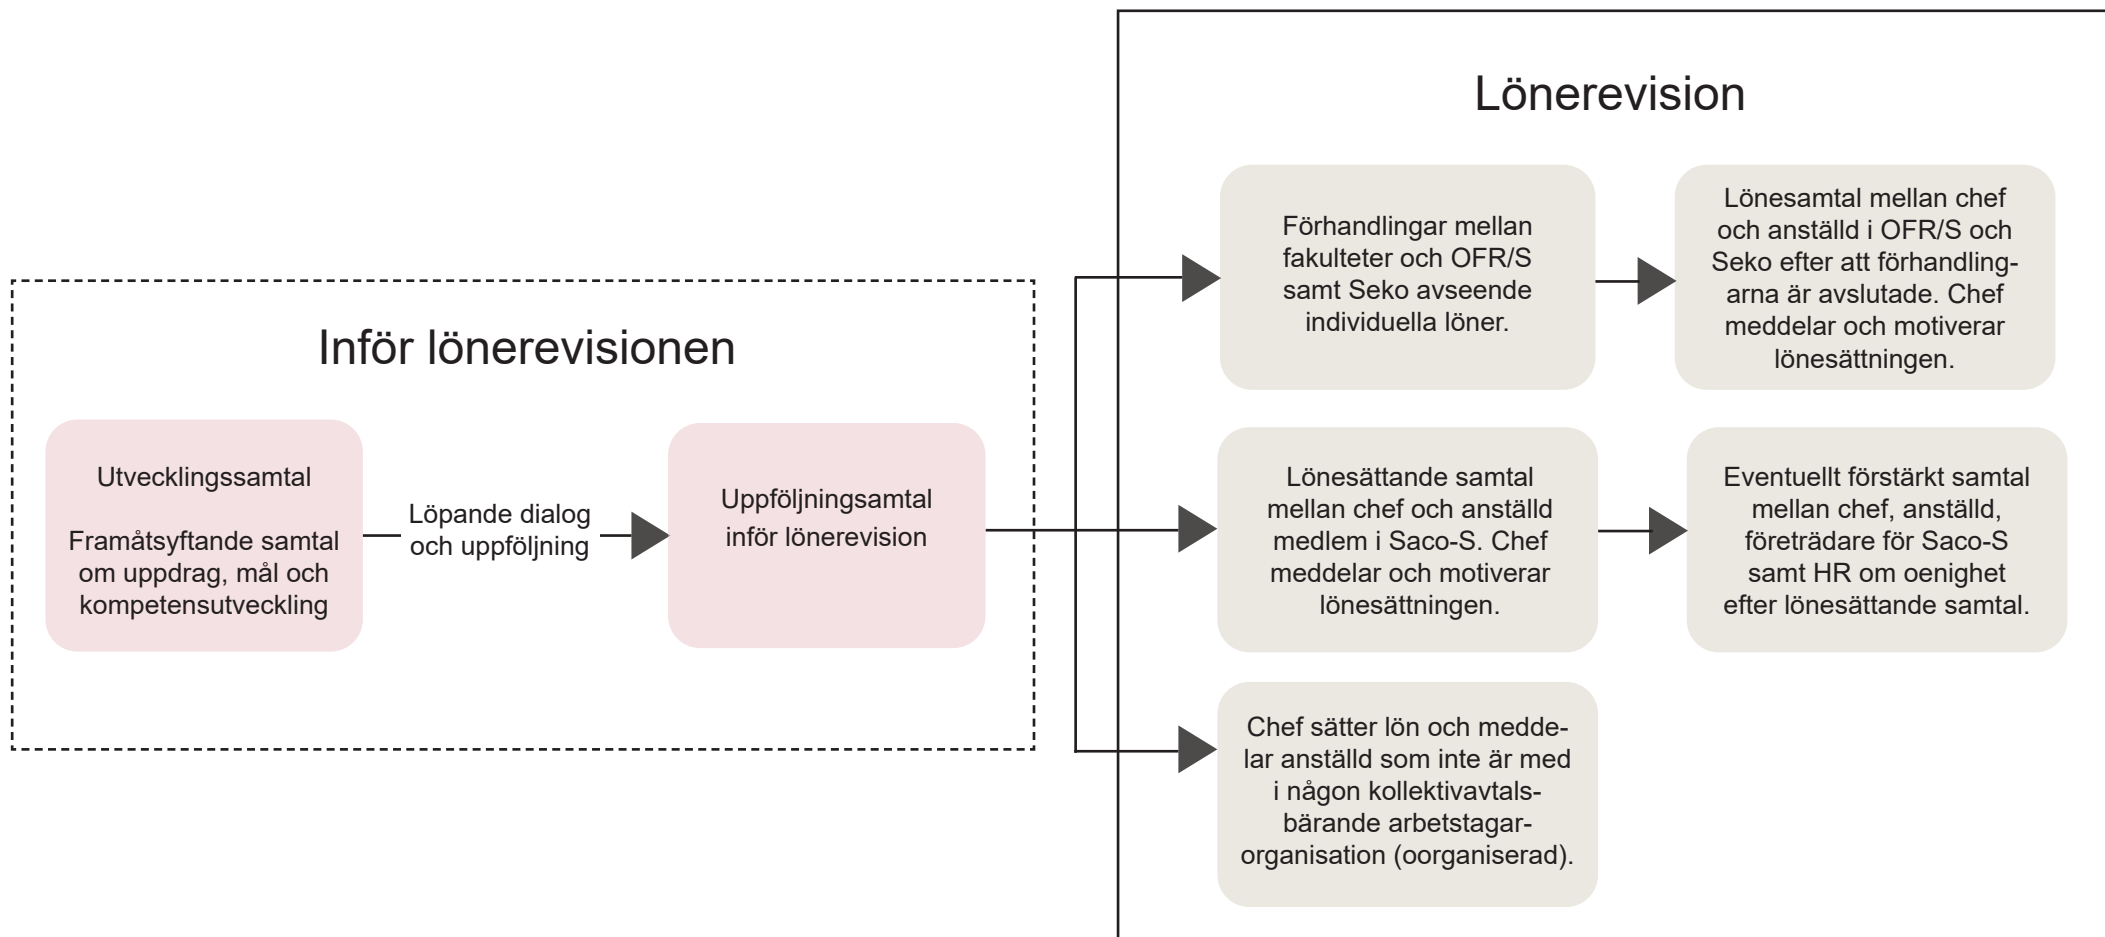 Inför lönerevisionen
Utvecklingssamtal
Framåtsyftande samtal
om uppdrag, mål och
kompetensutveckling
Löpande dialog
och uppföljning
Uppföljningsamtal
inför lönerevision
Lönerevision
Förhandlingar mellan
fakulteter och OFR/S
samt Seko avseende
individuella löner.
Lönesamtal mellan chef
och anställd i OFR/S och
Seko efter att förhandling-
arna är avslutade. Chef
meddelar och motiverar
lönesättningen.
Lönesättande samtal
mellan chef och anställd
medlem i Saco-S. Chef
meddelar och motiverar
lönesättningen.
Eventuellt förstärkt samtal
mellan chef, anställd,
företrädare för Saco-S
samt HR om oenighet
efter lönesättande samtal.
Chef sätter lön och medde-
lar anställd som inte är med
i någon kollektivavtals-
bärande arbetstagar-
organisation (oorganiserad).